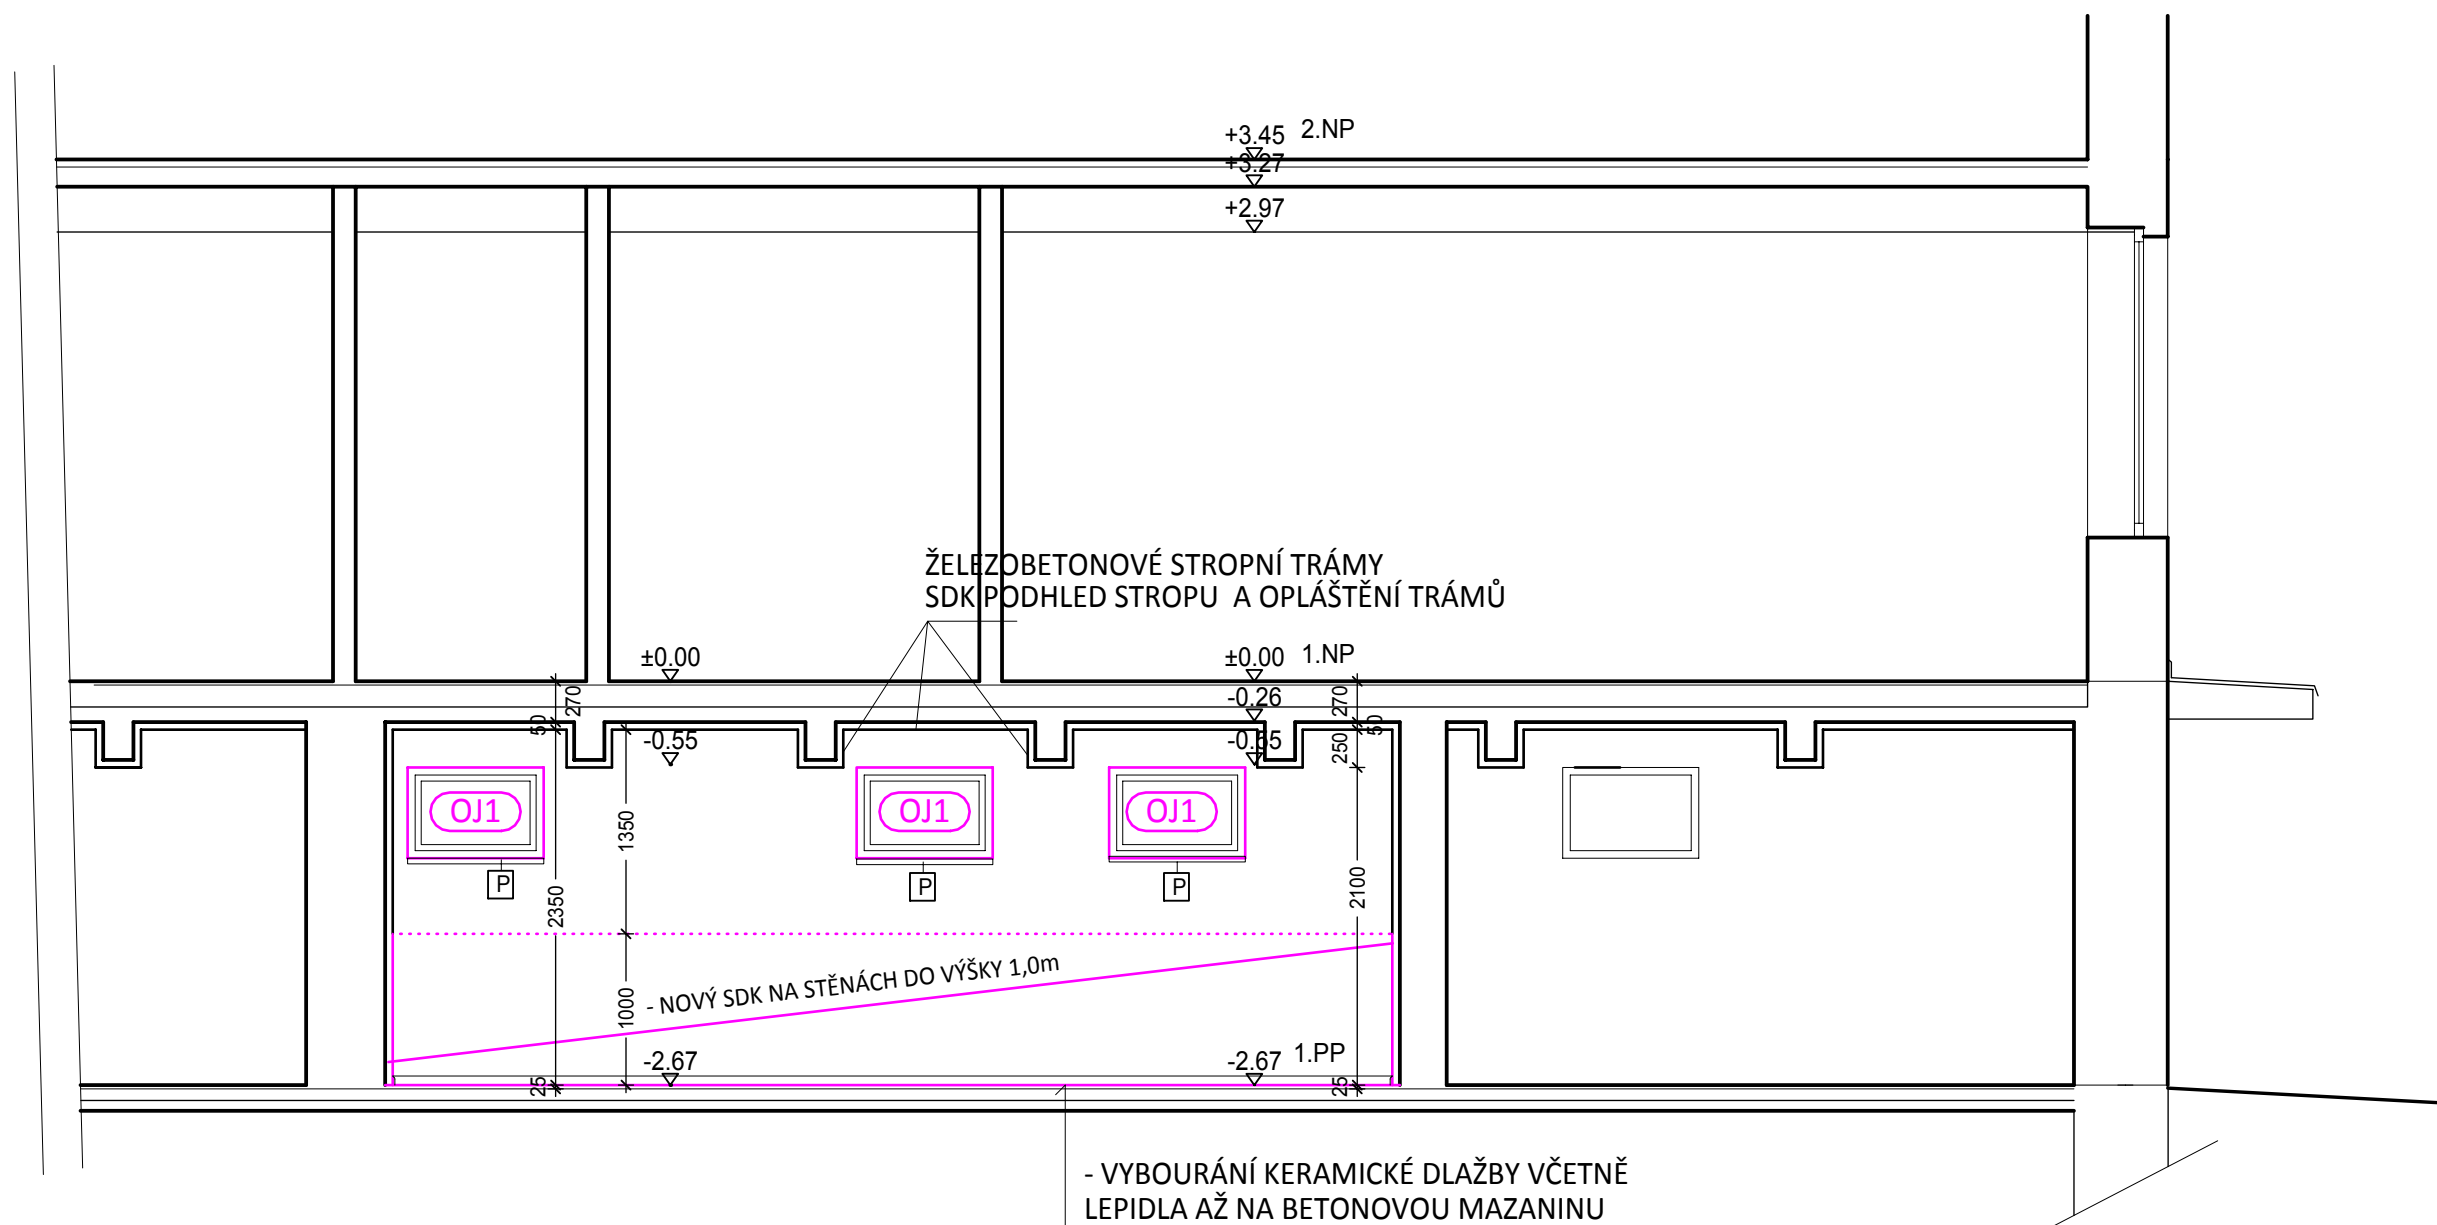 +3.45 2.NP
+3.27
+2.97
ŽELEZOBETONOVÉ STROPNÍ TRÁMY
SDK PODHLED STROPU A OPLÁŠTĚNÍ TRÁMŮ
±0.00
±0.00 1.NP
270
-0.26
270
50
50
-0.55
-0.55
250
OJ1
OJ1
OJ1
1350
P
P
P
2350
2100
- NOVÝ SDK NA STĚNÁCH DO VÝŠKY 1,0m
1000
-2.67
-2.67 1.PP
25
25
- VYBOURÁNÍ KERAMICKÉ DLAŽBY VČETNĚ
LEPIDLA AŽ NA BETONOVOU MAZANINU